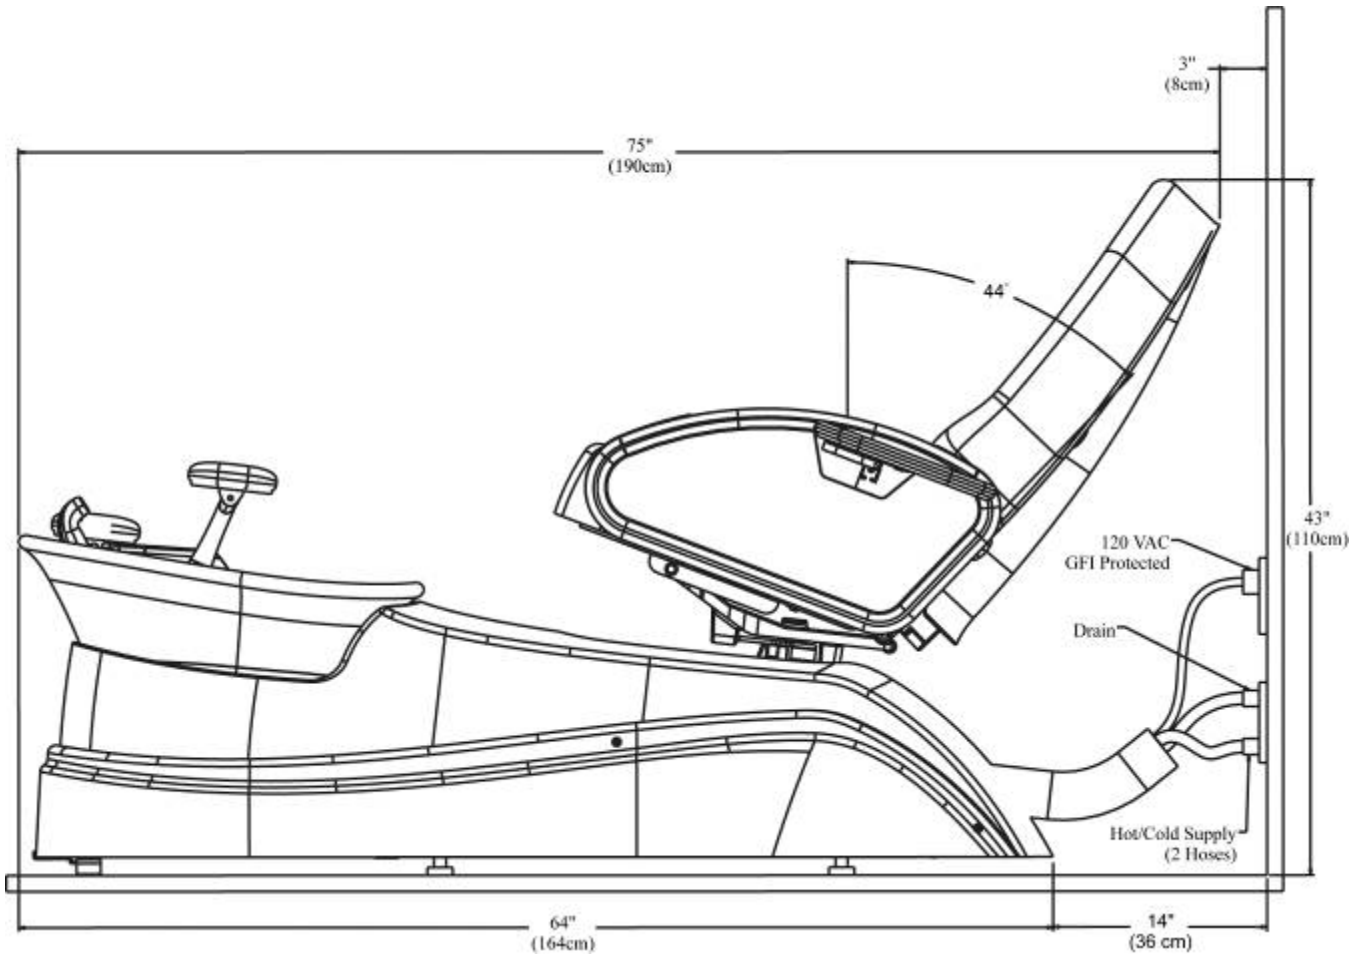 3"
(8cm)
75"
(190cm)
44°
43"
(110cm)
120 VAC
GFI Protected
Drain
Hot/Cold Supply
(2 Hoses)
64"
(164cm)
14"
(36 cm)